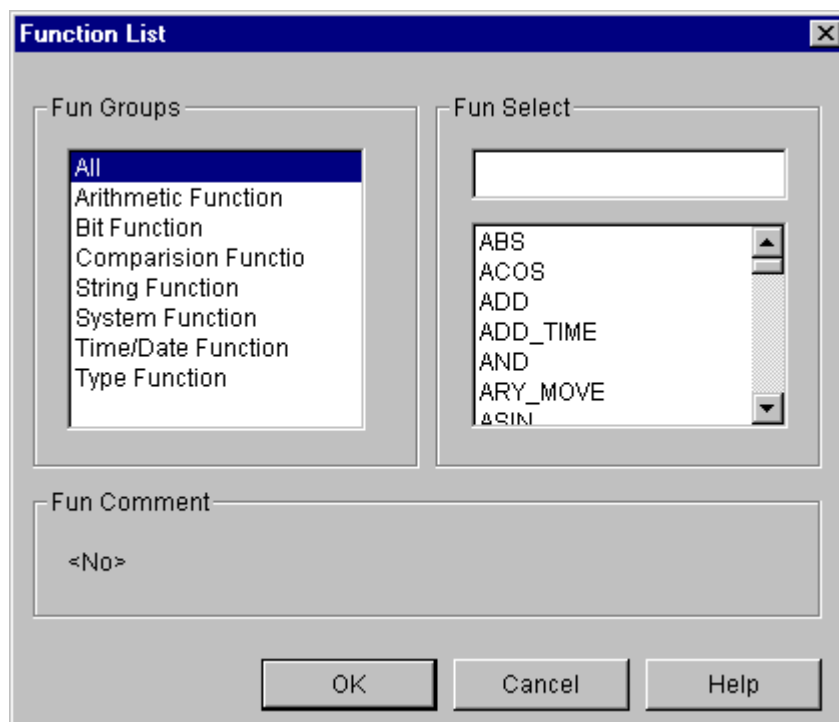 Function List
Fun Groups
All
Arithmetic Function
Bit Function
Comparision Functio
String Function
System Function
Time/Date Function
Type Function
Fun Select
ABS
ACOS
ADD
ADD_TIME
AND
ARY_MOVE
ASIN
Fun Comment
<No>
OK
Cancel
Help